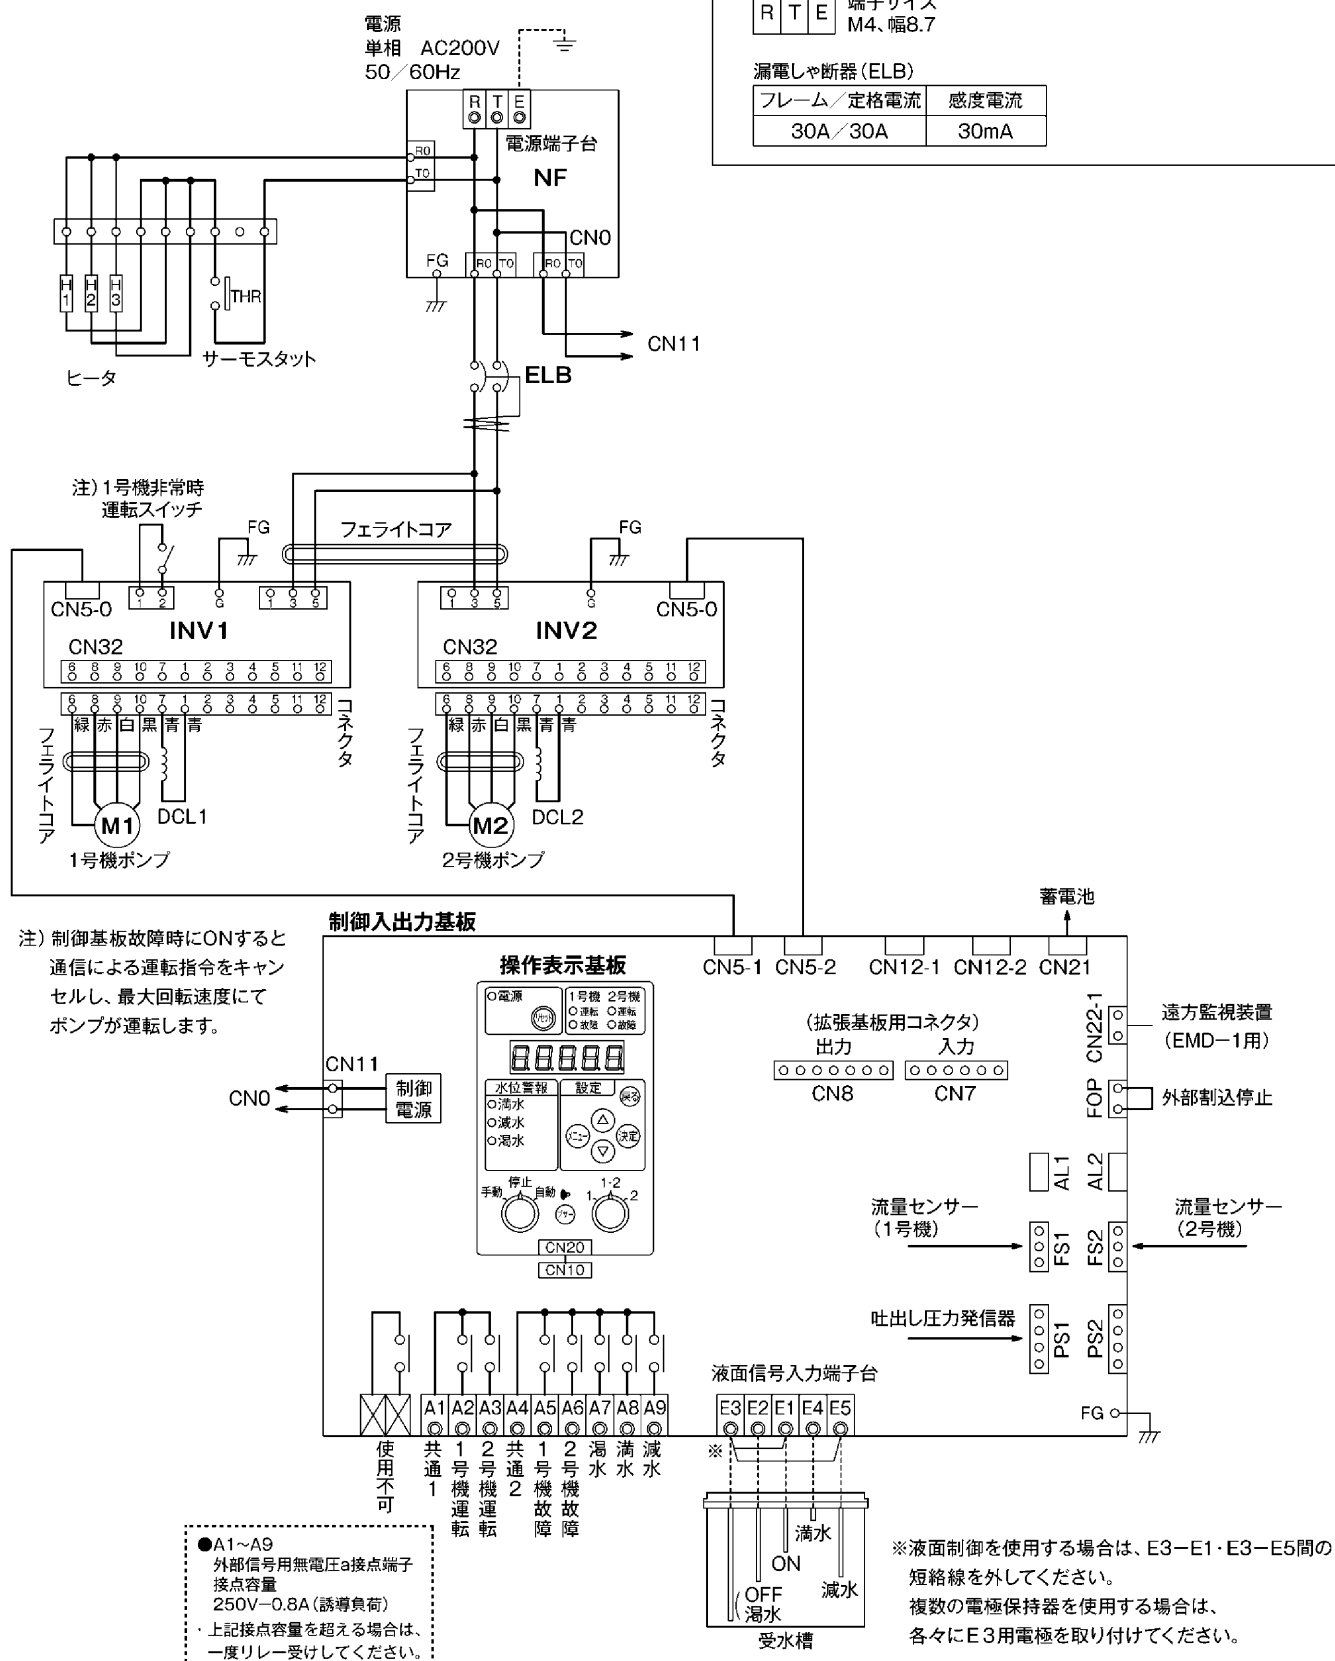 電源
単相 AC200V
50／60Hz
R T E
端子サイズ
M4、幅8.7
漏電しゃ断器(ELB)
フレーム／定格電流 感度電流
30A／30A 30mA
R T E
電源端子台
NF
R0
T0
CN0
FG
R0 T0 R0 T0
CN11
ELB
H1 H2 H3
THR
サーモスタット
ヒータ
注）1号機非常時
運転スイッチ
FG
フェライトコア
FG
CN5-0
1 2 G 1 3 5
INV1
CN32
6 8 9 10 7 1 2 3 4 5 11 12
6 8 9 10 7 1 2 3 4 5 11 12
緑 赤 白 黒 青 青
コネクタ
フェライトコア
M1
DCL1
1号機ポンプ
1 3 5 G
CN5-0
INV2
CN32
6 8 9 10 7 1 2 3 4 5 11 12
6 8 9 10 7 1 2 3 4 5 11 12
緑 赤 白 黒 青 青
コネクタ
フェライトコア
M2
DCL2
2号機ポンプ
注）制御基板故障時にONすると
通信による運転指令をキャン
セルし、最大回転速度にて
ポンプが運転します。
制御入出力基板
蓄電池
CN5-1 CN5-2 CN12-1 CN12-2 CN21
操作表示基板
電源
リセット
1号機 2号機
運転 運転
故障 故障
88888
水位警報
満水
減水
渇水
設定
戻る
メニュー
決定
手動 停止 自動
ブザー
1 1-2 2
CN20
CN10
CN11
CN0
制御
電源
(拡張基板用コネクタ)
出力 入力
CN8 CN7
CN22-1
遠方監視装置
(EMD−1用)
FOP
外部割込停止
AL1 AL2
流量センサー
(1号機)
FS1 FS2
流量センサー
(2号機)
吐出し圧力発信器
PS1 PS2
FG
液面信号入力端子台
E3 E2 E1 E4 E5
※
A1 A2 A3 A4 A5 A6 A7 A8 A9
使用不可
共通1
1号機運転
2号機運転
共通2
1号機故障
2号機故障
渇水
満水
減水
満水
ON
減水
OFF
渇水
受水槽
●A1～A9
外部信号用無電圧a接点端子
接点容量
250V−0.8A(誘導負荷)
・上記接点容量を超える場合は、
一度リレー受けしてください。
※液面制御を使用する場合は、E3−E1・E3−E5間の
短絡線を外してください。
複数の電極保持器を使用する場合は、
各々にE3用電極を取り付けてください。